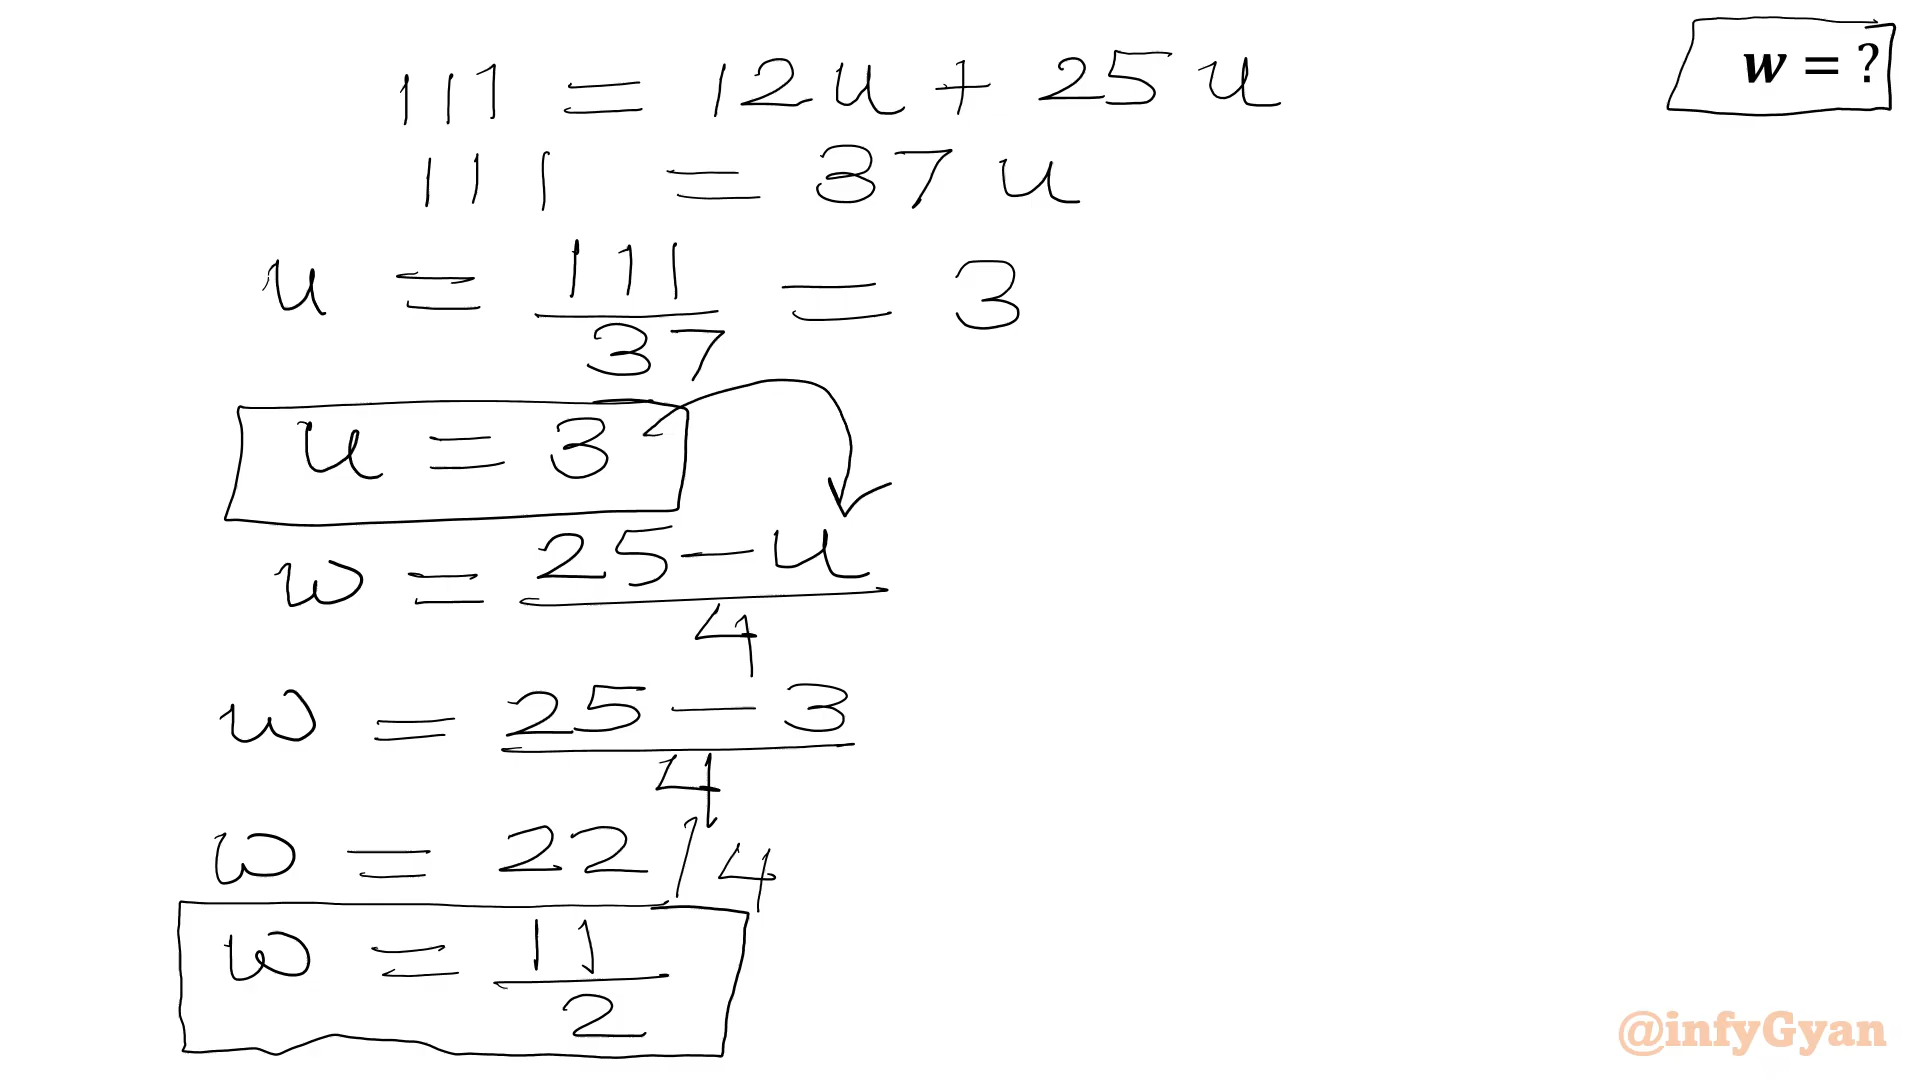 w = ?
111 = 12u + 25u
111 = 37u
u = 111/37 = 3
u = 3
w = (25 - u)/4
w = (25 - 3)/4
w = 22/4
w = 11/2
@infyGyan